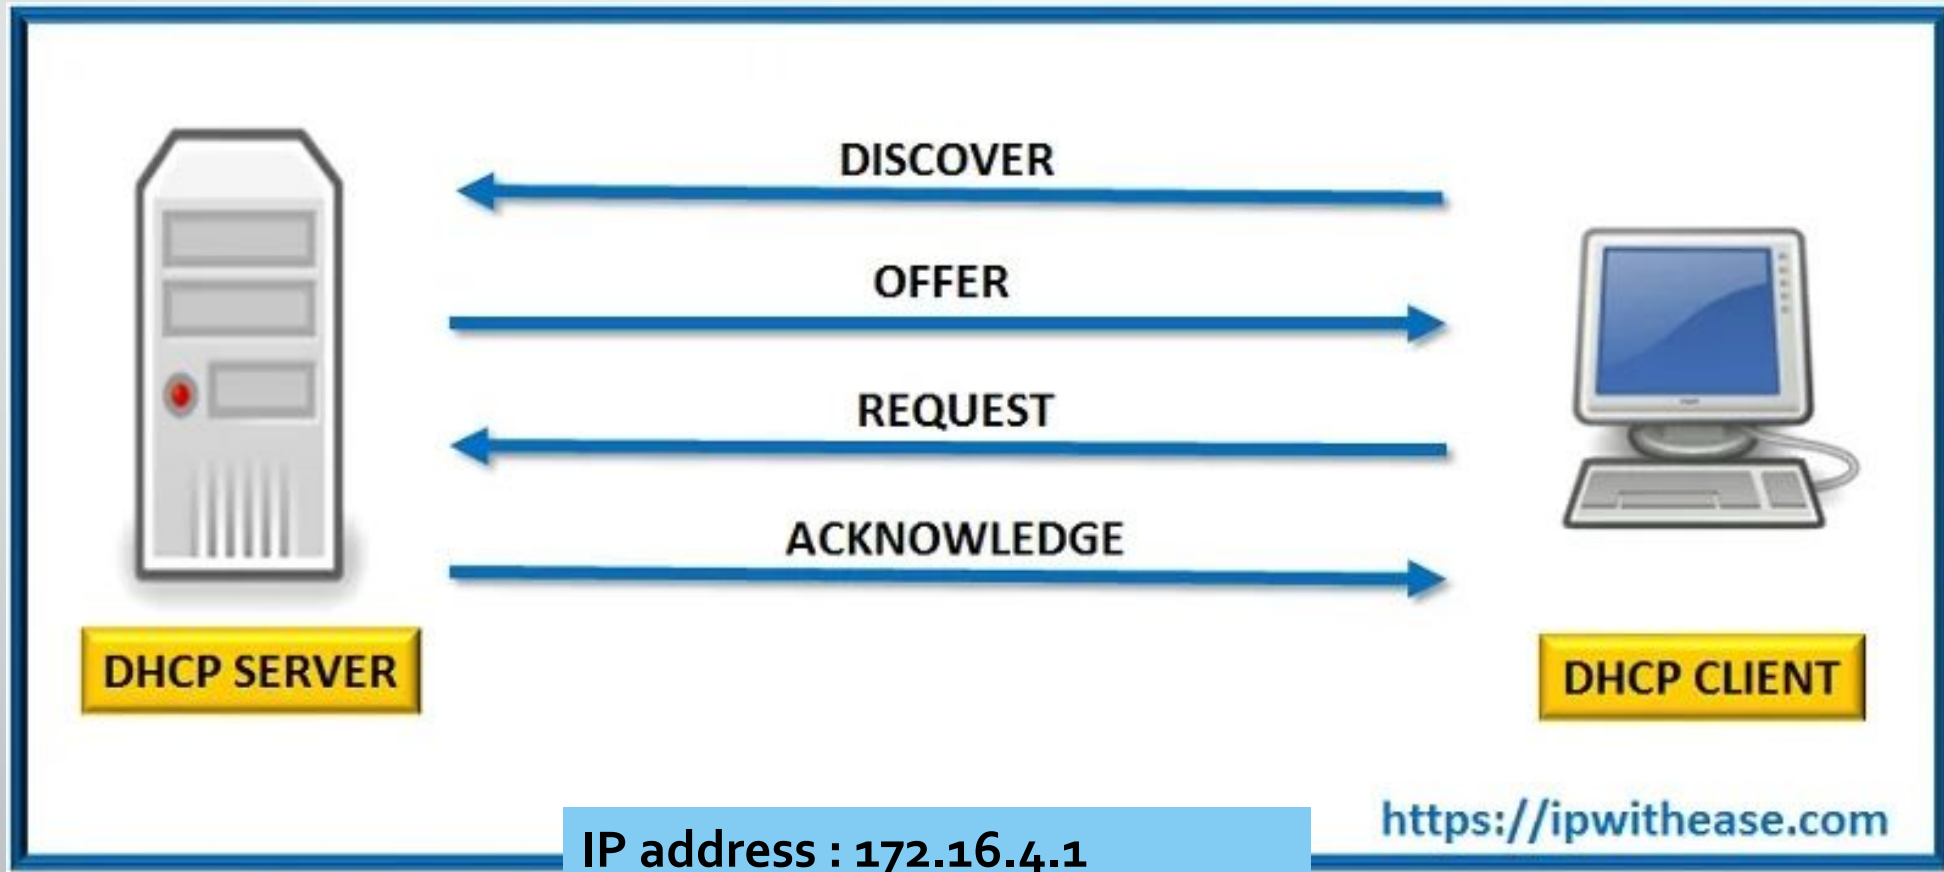 DISCOVER
OFFER
REQUEST
ACKNOWLEDGE
DHCP SERVER
DHCP CLIENT
https://ipwithease.com
IP address : 172.16.4.1